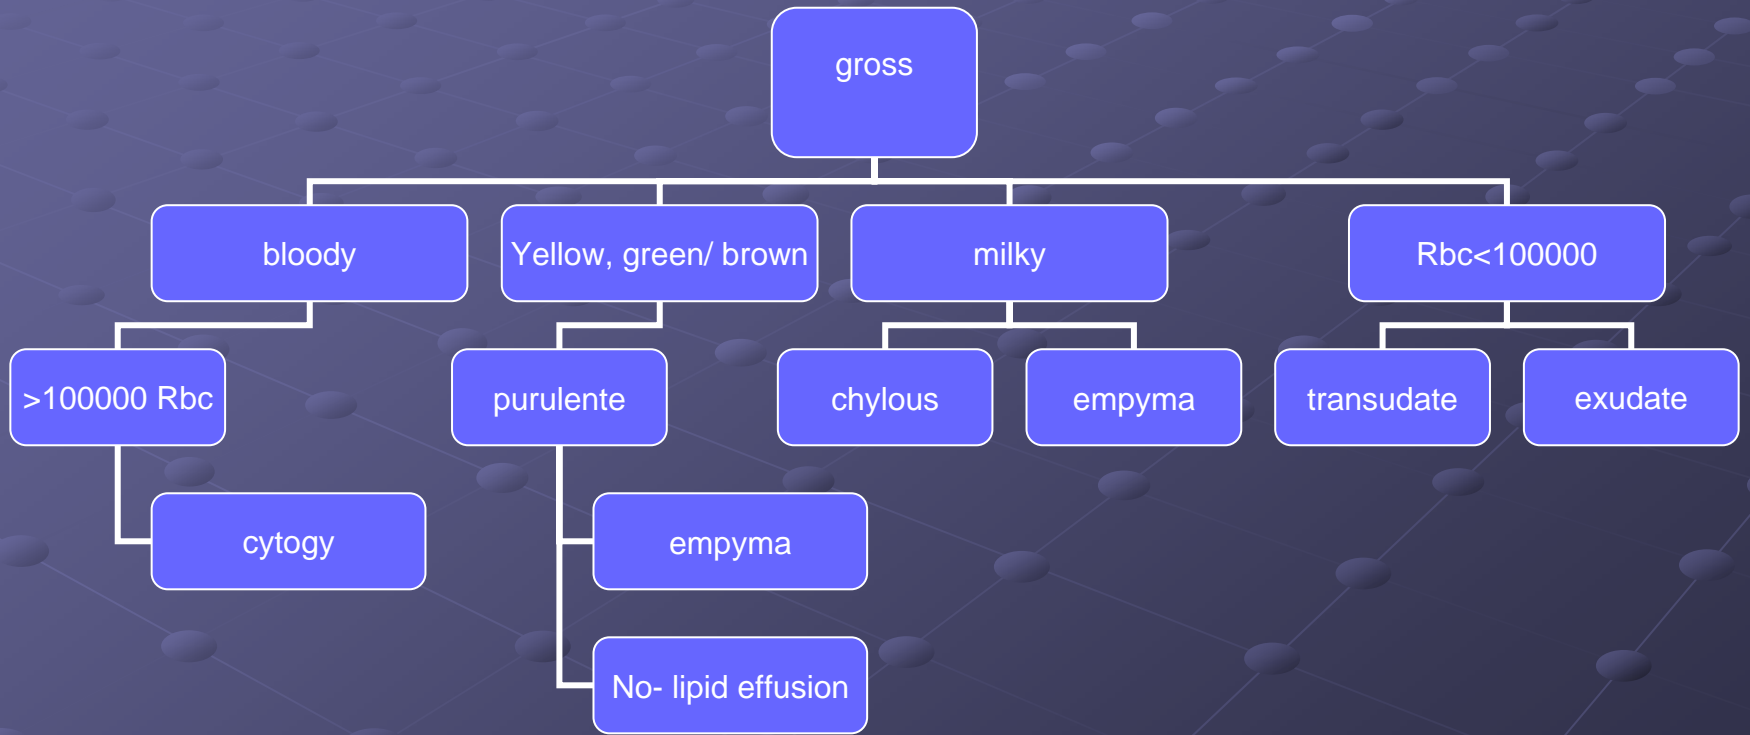 gross
bloody
Yellow, green/ brown
milky
Rbc<100000
>100000 Rbc
purulente
chylous
empyma
transudate
exudate
cytogy
empyma
No- lipid effusion